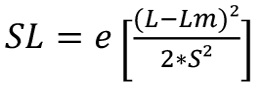 SL = e [(L–Lm)² / 2*S²]